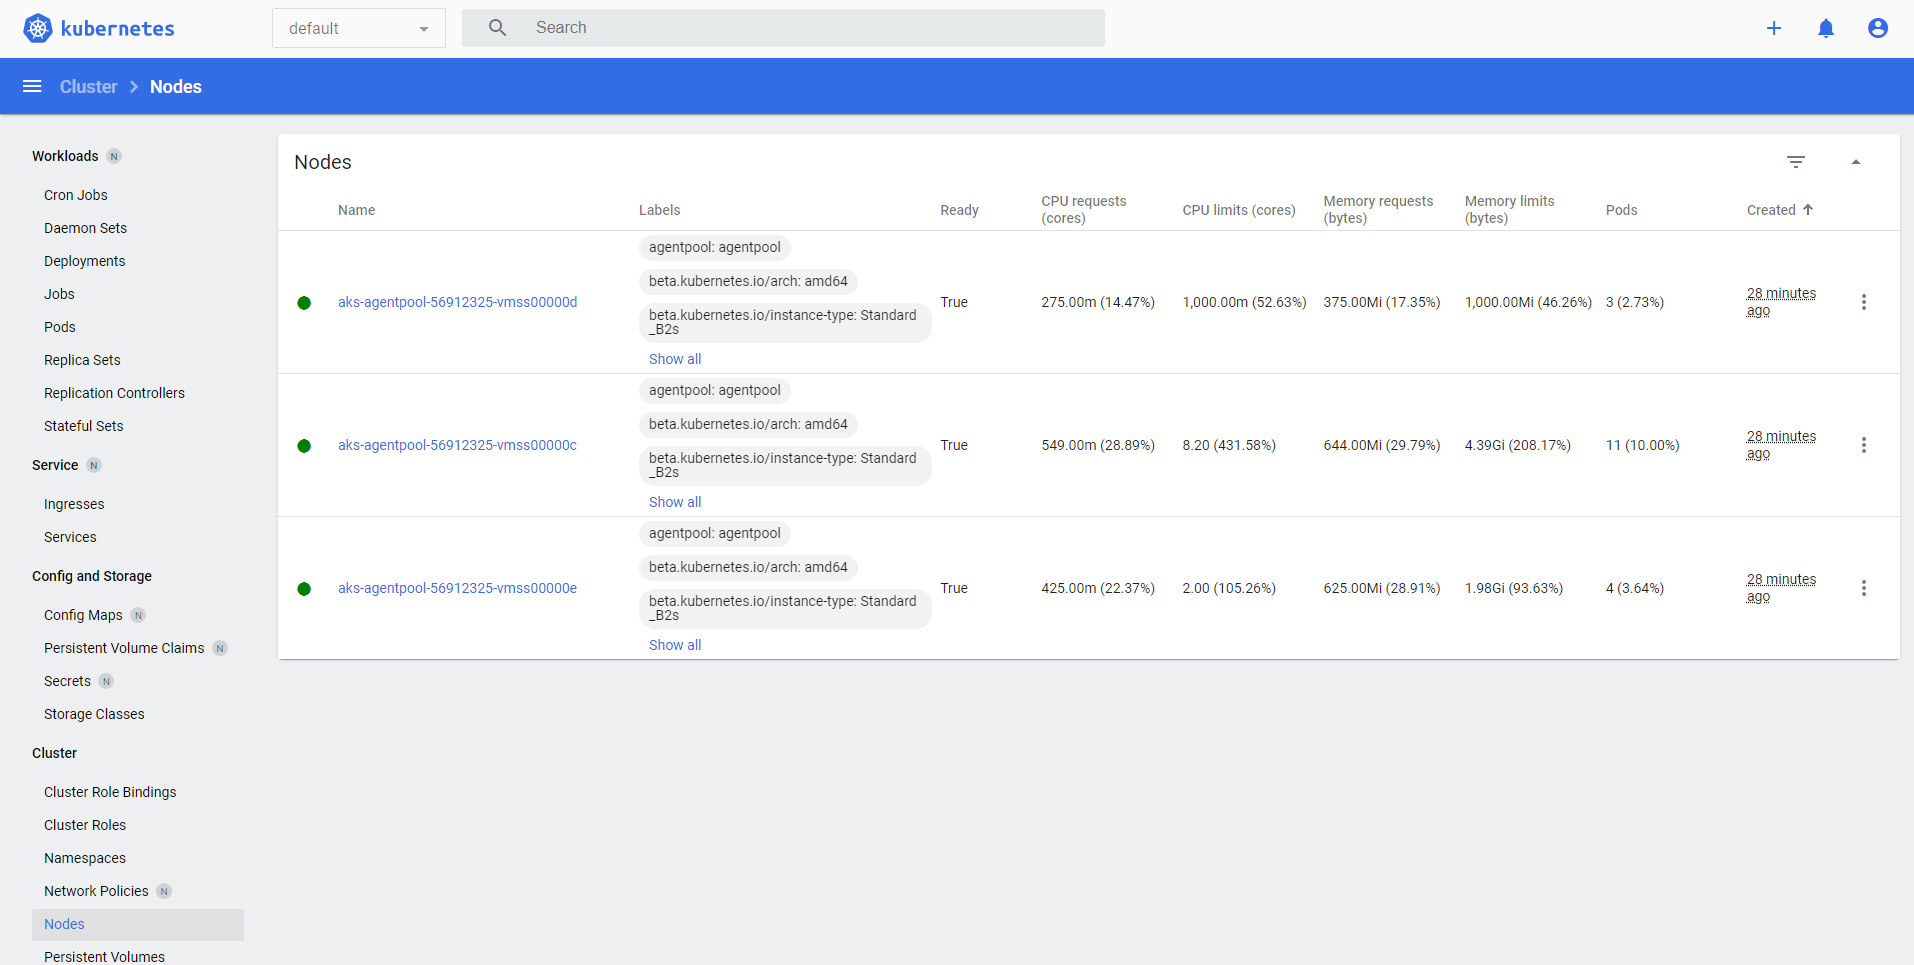 kubernetes
default
Search
Cluster
Nodes
Workloads N
Cron Jobs
Daemon Sets
Deployments
Jobs
Pods
Replica Sets
Replication Controllers
Stateful Sets
Service N
Ingresses
Services
Config and Storage
Config Maps N
Persistent Volume Claims N
Secrets N
Storage Classes
Cluster
Cluster Role Bindings
Cluster Roles
Namespaces
Network Policies N
Nodes
Persistent Volumes
Nodes
Name
Labels
Ready
CPU requests
(cores)
CPU limits (cores)
Memory requests
(bytes)
Memory limits
(bytes)
Pods
Created
aks-agentpool-56912325-vmss00000d
agentpool: agentpool
beta.kubernetes.io/arch: amd64
beta.kubernetes.io/instance-type: Standard
_B2s
Show all
True
275.00m (14.47%)
1,000.00m (52.63%)
375.00Mi (17.35%)
1,000.00Mi (46.26%)
3 (2.73%)
28 minutes
ago
aks-agentpool-56912325-vmss00000c
agentpool: agentpool
beta.kubernetes.io/arch: amd64
beta.kubernetes.io/instance-type: Standard
_B2s
Show all
True
549.00m (28.89%)
8.20 (431.58%)
644.00Mi (29.79%)
4.39Gi (208.17%)
11 (10.00%)
28 minutes
ago
aks-agentpool-56912325-vmss00000e
agentpool: agentpool
beta.kubernetes.io/arch: amd64
beta.kubernetes.io/instance-type: Standard
_B2s
Show all
True
425.00m (22.37%)
2.00 (105.26%)
625.00Mi (28.91%)
1.98Gi (93.63%)
4 (3.64%)
28 minutes
ago